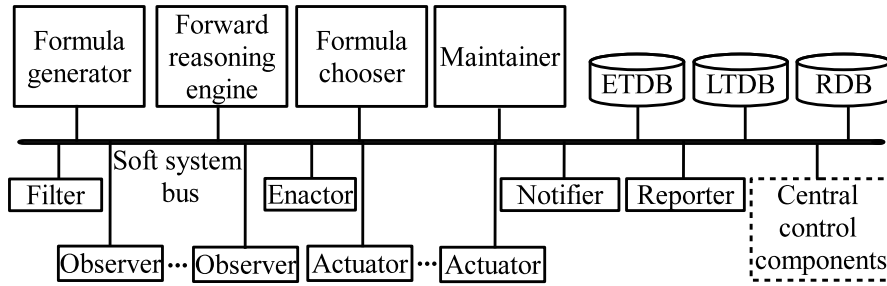 Formula
generator
Forward
reasoning
engine
Formula
chooser
Maintainer
ETDB
LTDB
RDB
Soft system
bus
Filter
Enactor
Notifier
Reporter
Central
control
components
Observer
...
Observer
Actuator
...
Actuator